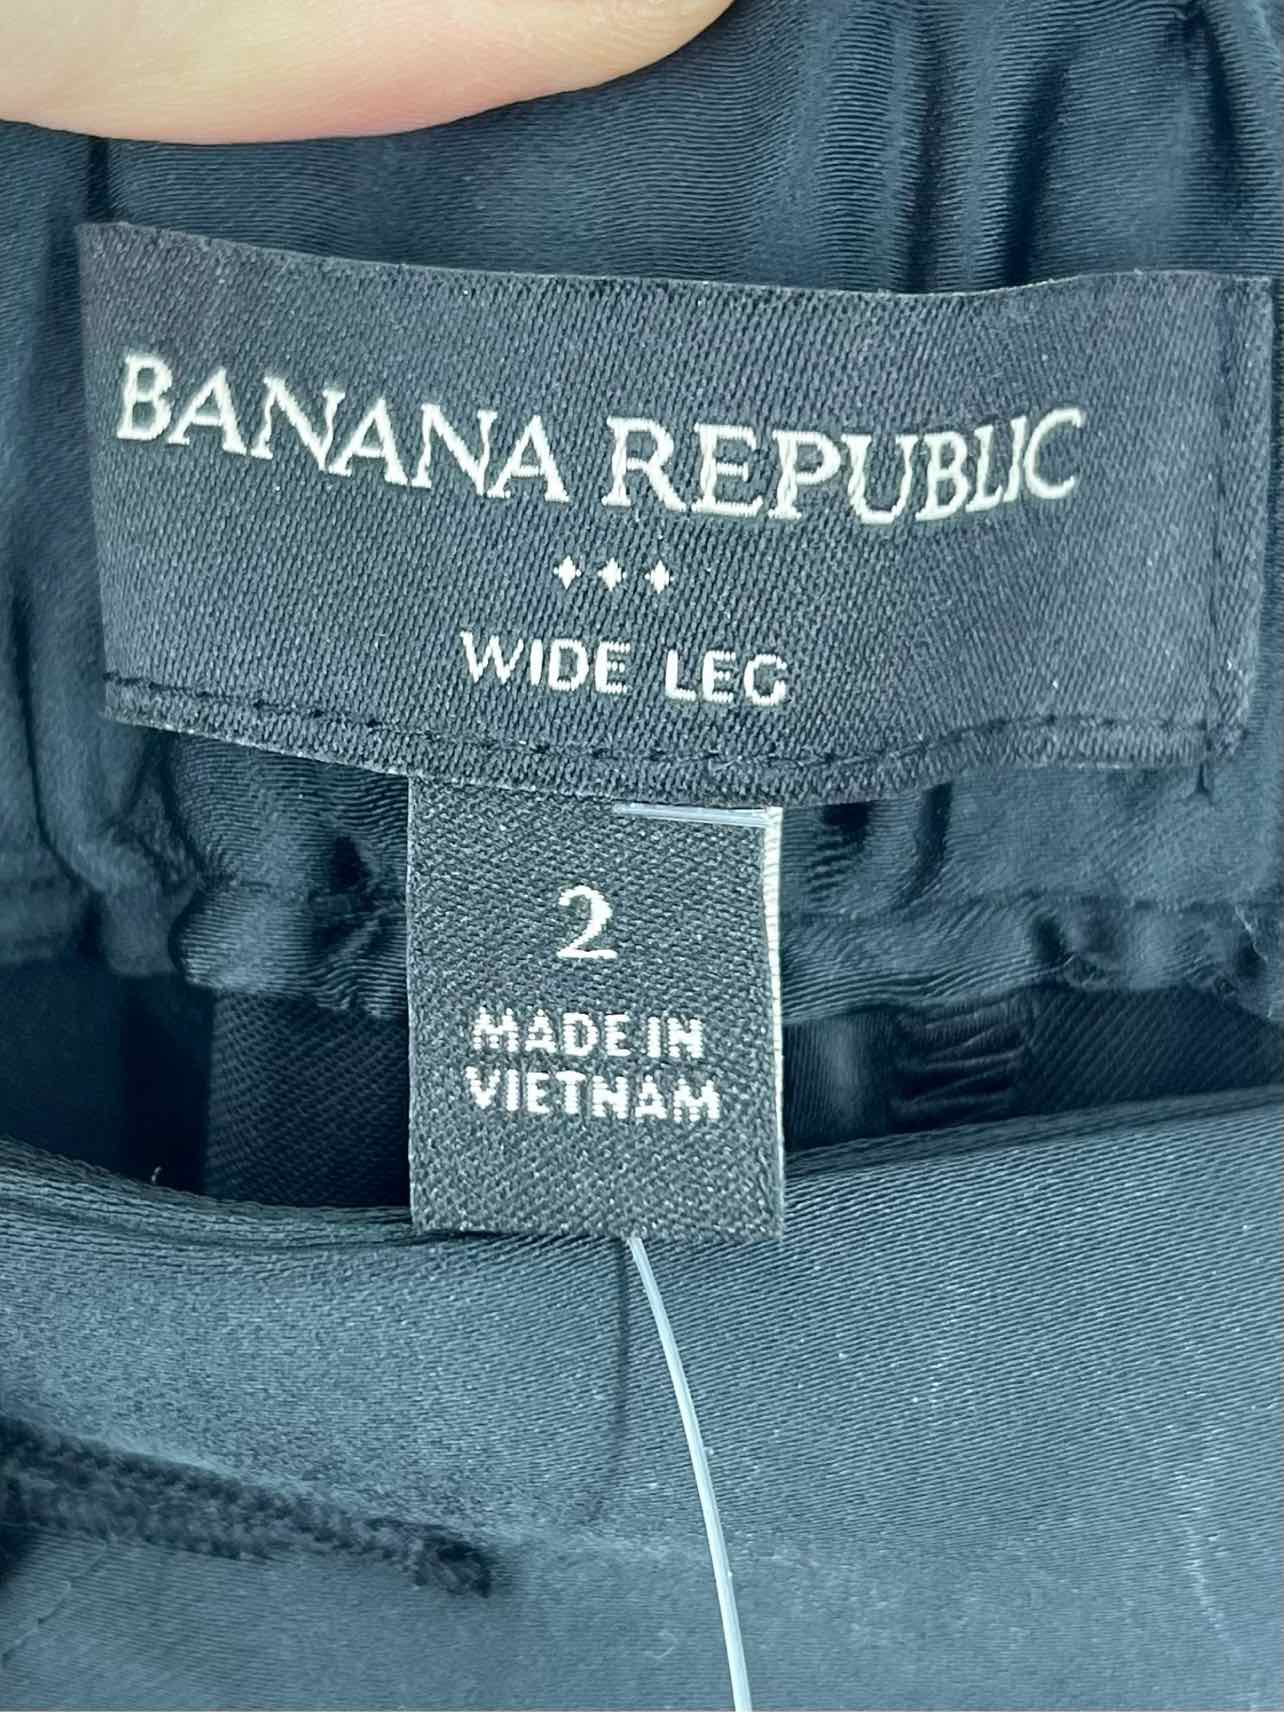 BANANA REPUBLIC
WIDE LEG
2
MADE IN
VIETNAM